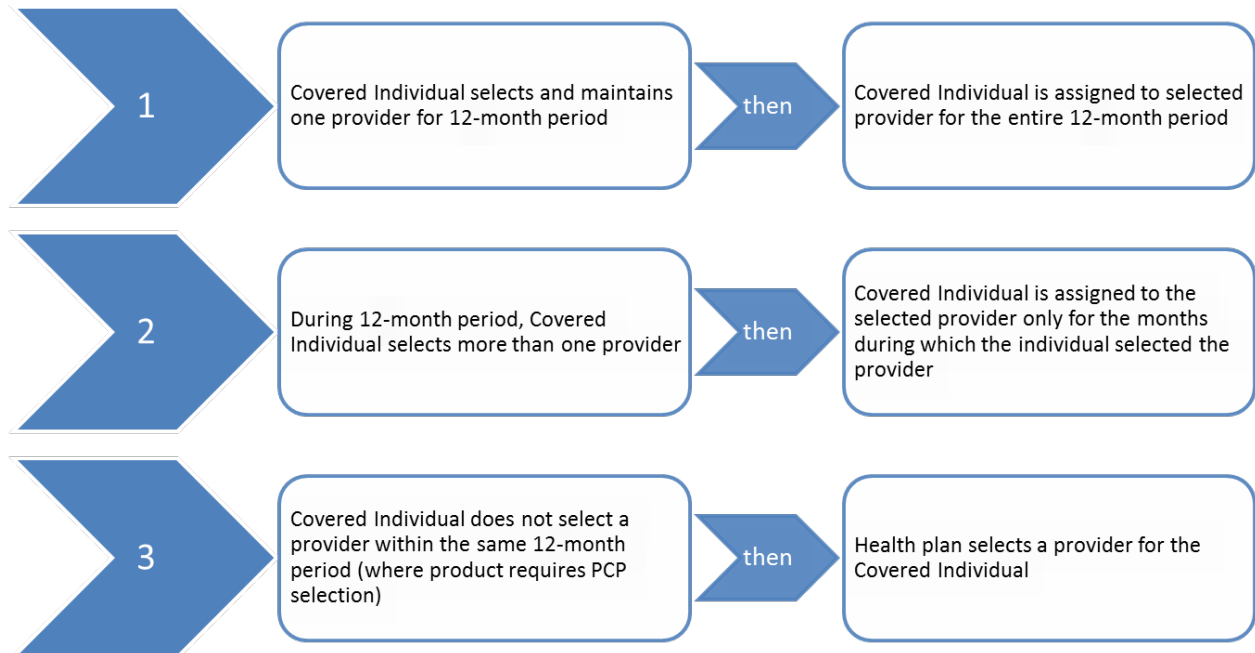 1
Covered Individual selects and maintains
one provider for 12-month period
then
Covered Individual is assigned to selected
provider for the entire 12-month period
2
During 12-month period, Covered
Individual selects more than one provider
then
Covered Individual is assigned to the
selected provider only for the months
during which the individual selected the
provider
3
Covered Individual does not select a
provider within the same 12-month
period (where product requires PCP
selection)
then
Health plan selects a provider for the
Covered Individual